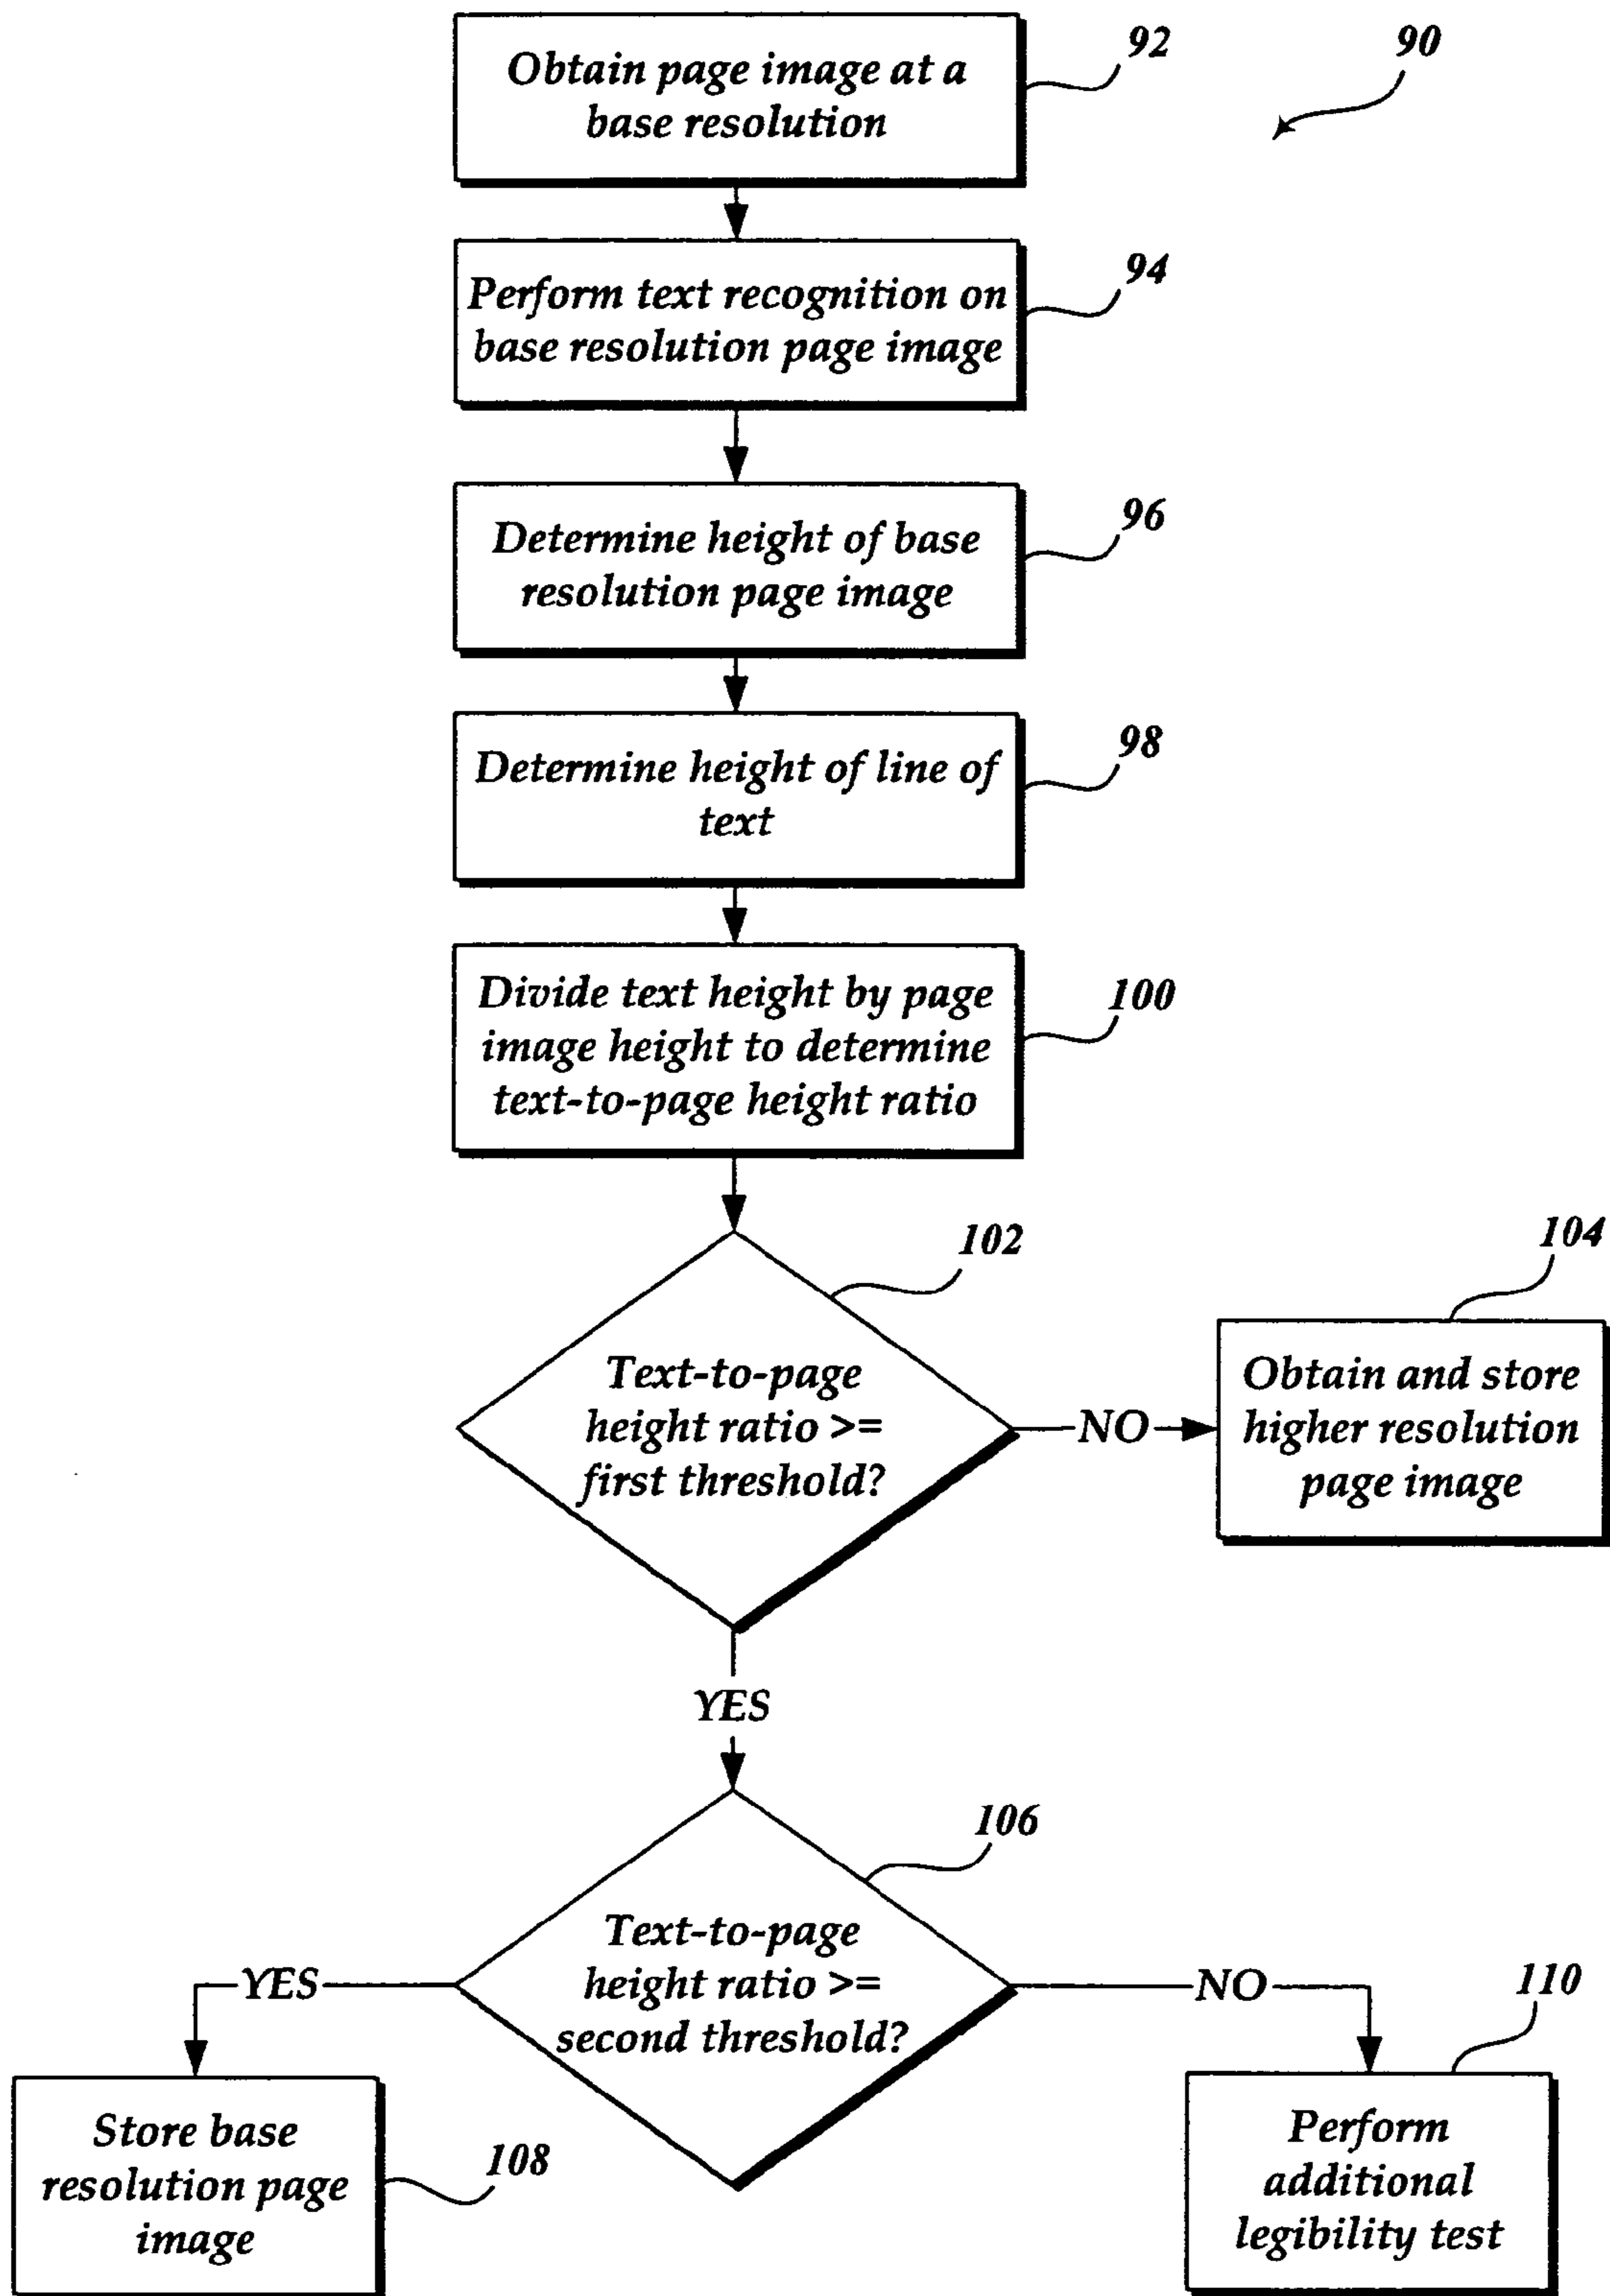 Obtain page image at a
base resolution
92
90
Perform text recognition on
base resolution page image
94
Determine height of base
resolution page image
96
Determine height of line of
text
98
Divide text height by page
image height to determine
text-to-page height ratio
100
102
Text-to-page
height ratio >=
first threshold?
NO
104
Obtain and store
higher resolution
page image
YES
106
Text-to-page
height ratio >=
second threshold?
YES
NO
108
Store base
resolution page
image
110
Perform
additional
legibility test